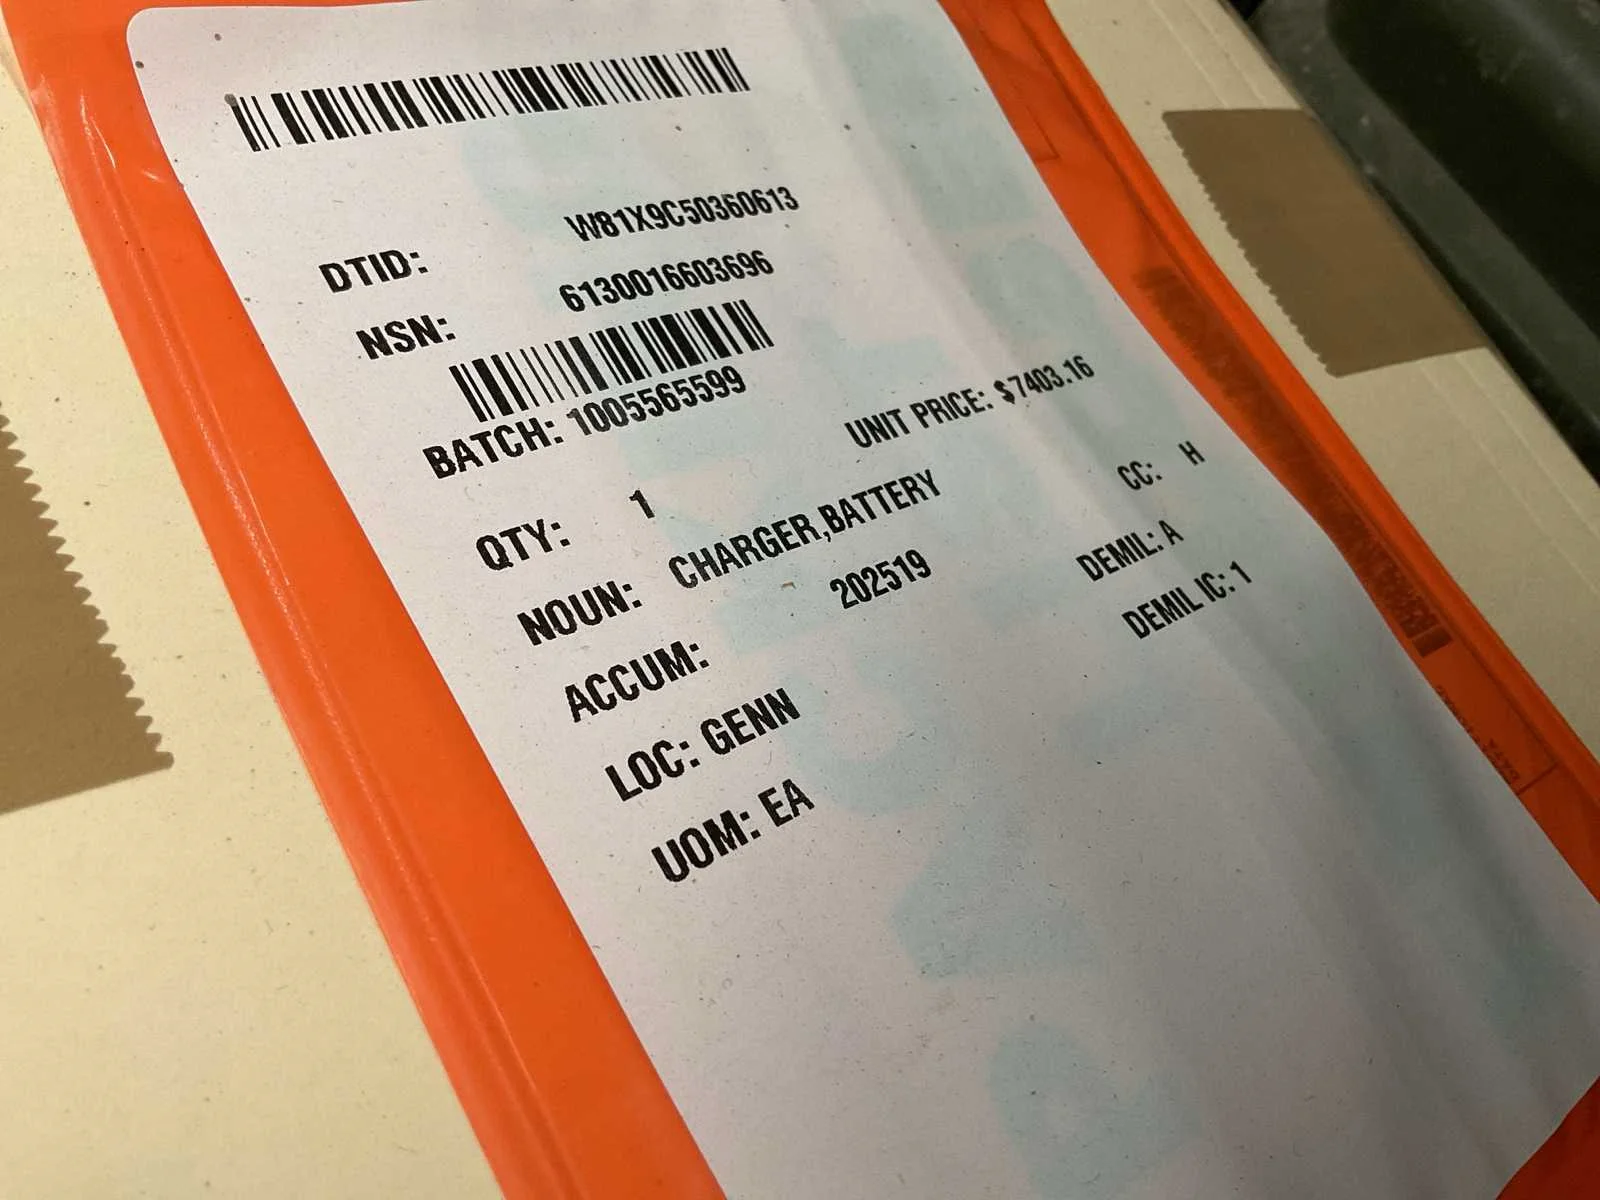 DTID: W81X9C50360613
NSN: 6130016603696
BATCH: 1005565599
QTY: 1 UNIT PRICE: $ 7403.16
NOUN: CHARGER,BATTERY CC: H
ACCUM: 202519 DEMIL: A
LOC: GENN DEMIL IC: 1
UOM: EA